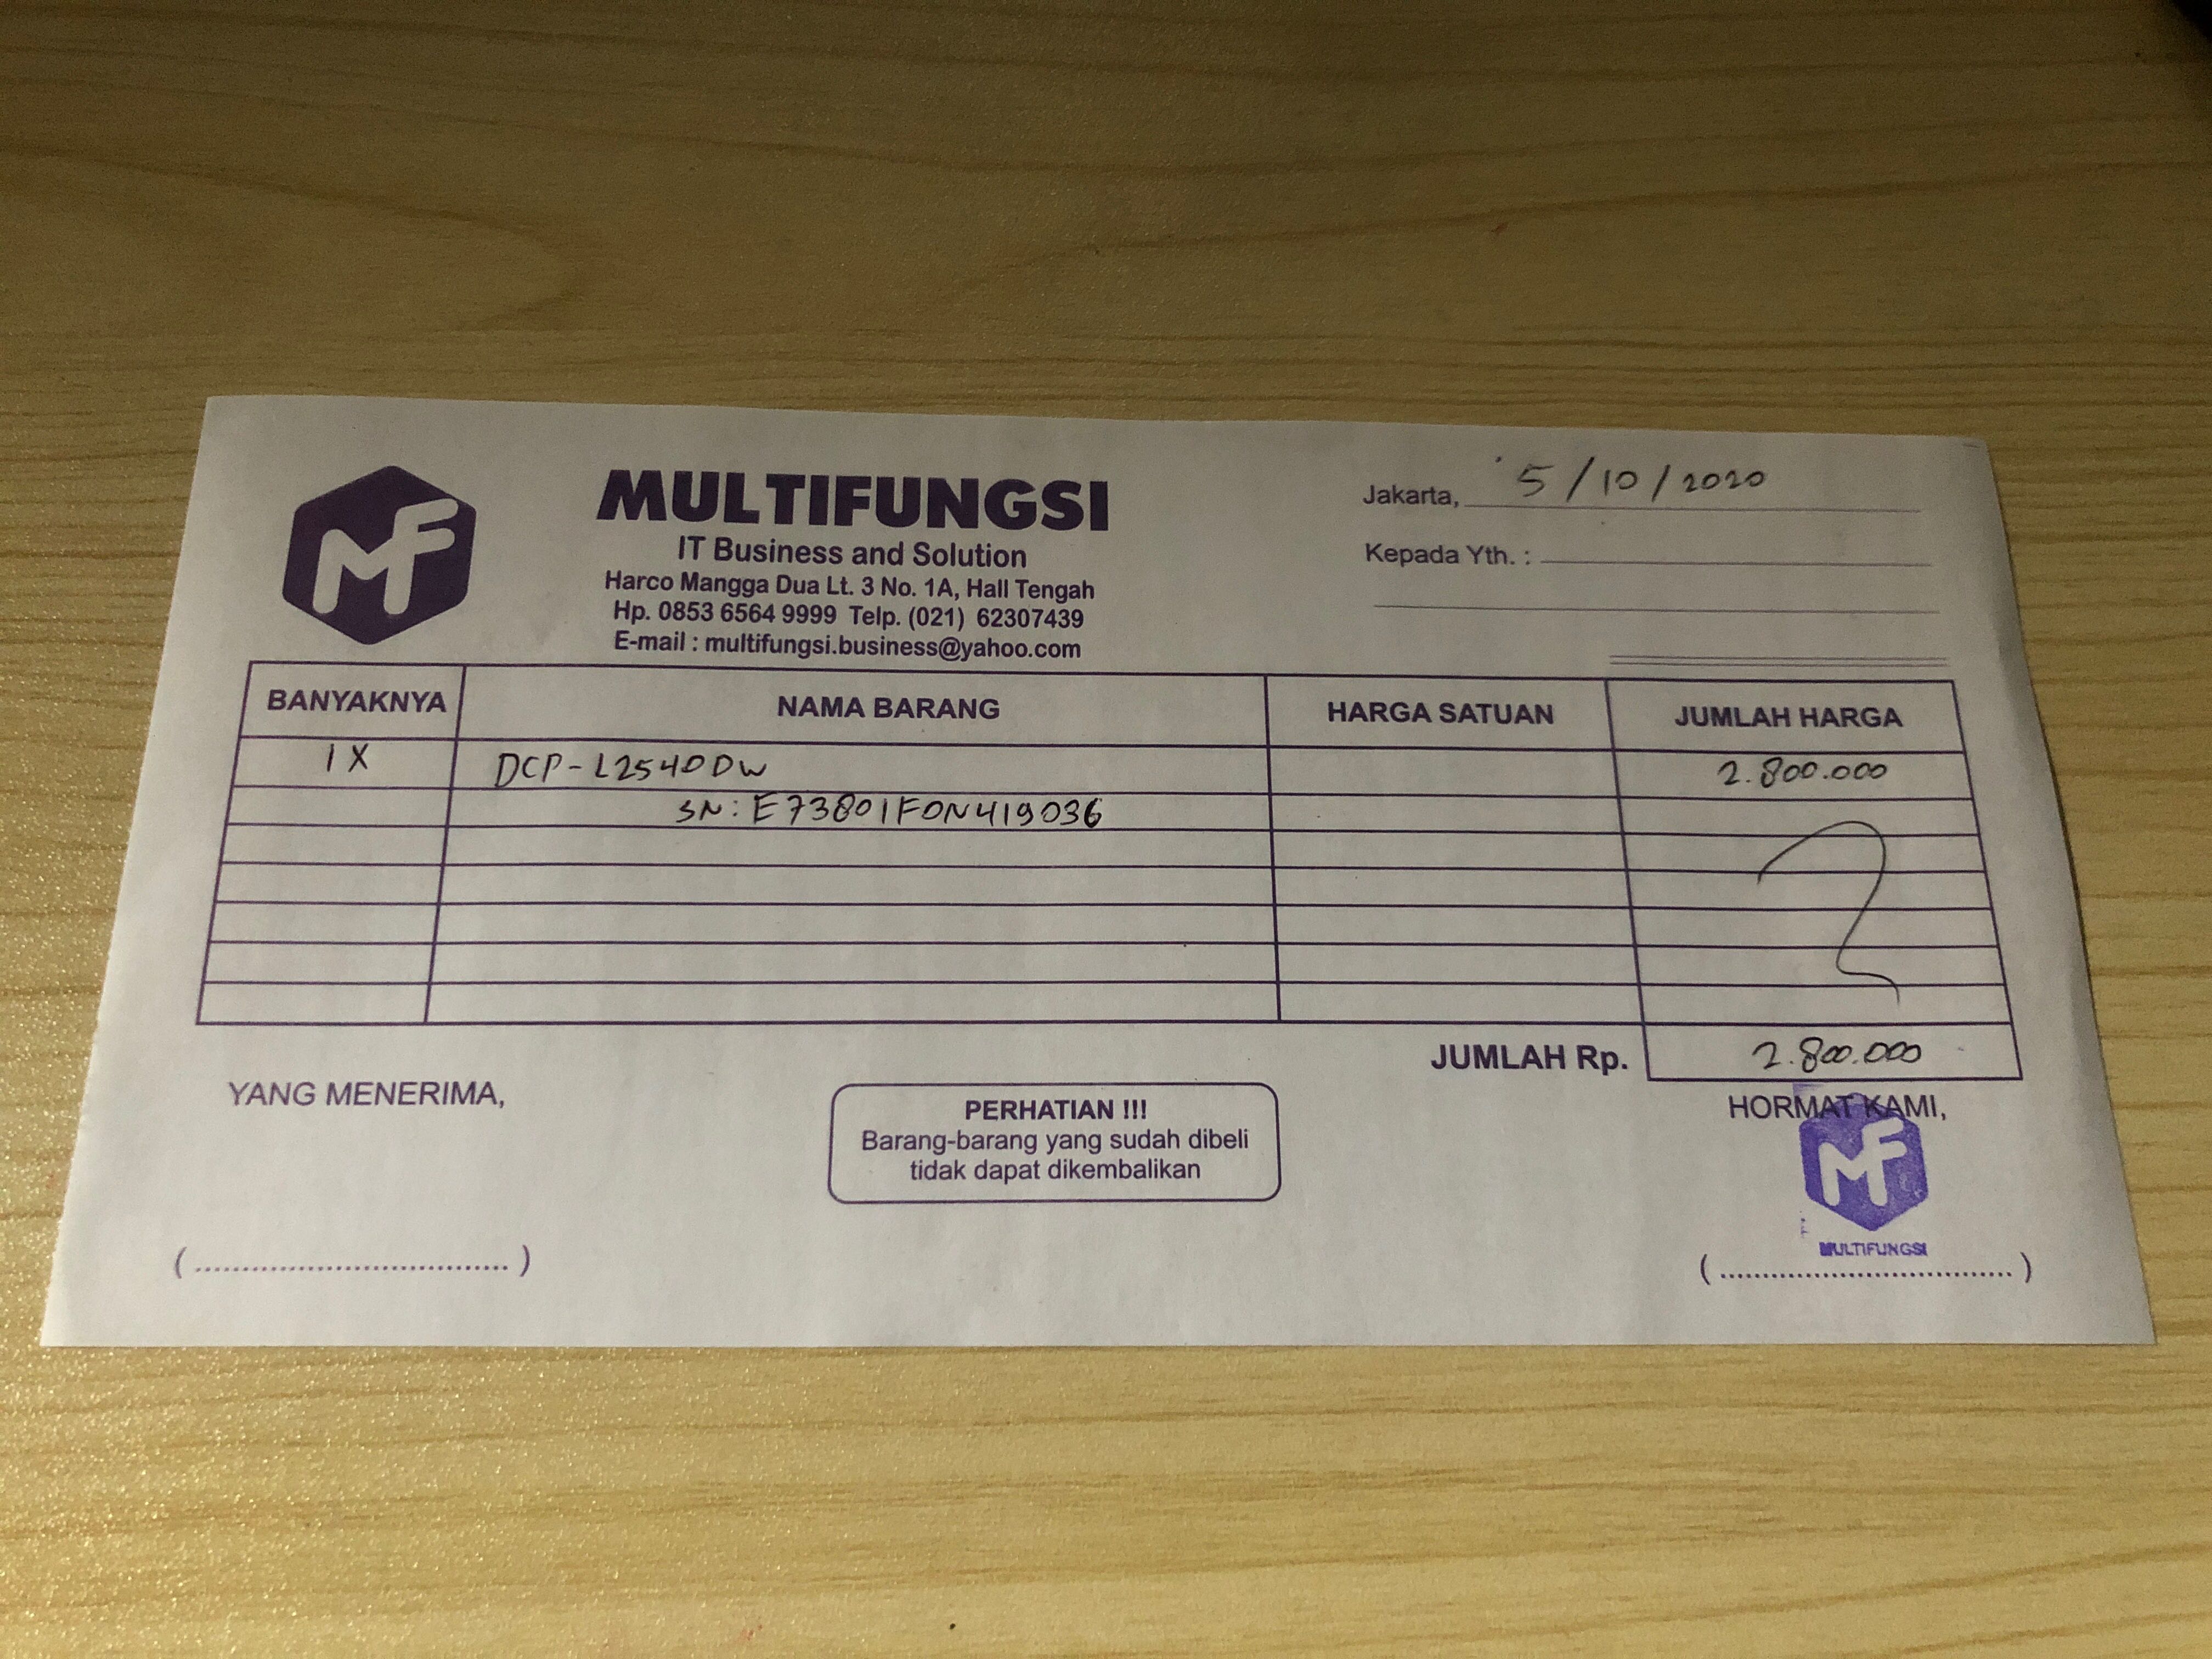 MF
MULTIFUNGSI
IT Business and Solution
Harco Mangga Dua Lt. 3 No. 1A, Hall Tengah
Hp. 0853 6564 9999 Telp. (021) 62307439
E-mail : multifungsi.business@yahoo.com
Jakarta, 5/10/2020
Kepada Yth. :
BANYAKNYA NAMA BARANG HARGA SATUAN JUMLAH HARGA
1X DCP-L2540DW 2.800.000
SN: E73801F0N419036
JUMLAH Rp. 2.800.000
YANG MENERIMA,
PERHATIAN !!!
Barang-barang yang sudah dibeli
tidak dapat dikembalikan
HORMAT KAMI,
MF
MULTIFUNGSI
(..................................)
(..................................)